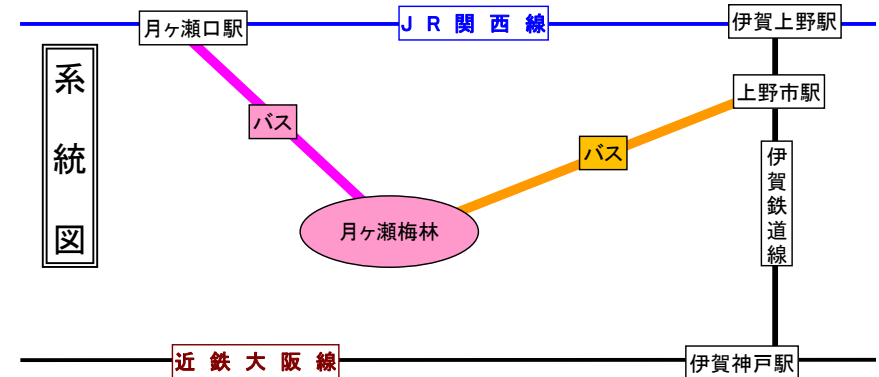 月ヶ瀬口駅
ＪＲ関西線
伊賀上野駅
系統図
上野市駅
バス
バス
伊賀鉄道線
月ヶ瀬梅林
近鉄大阪線
伊賀神戸駅